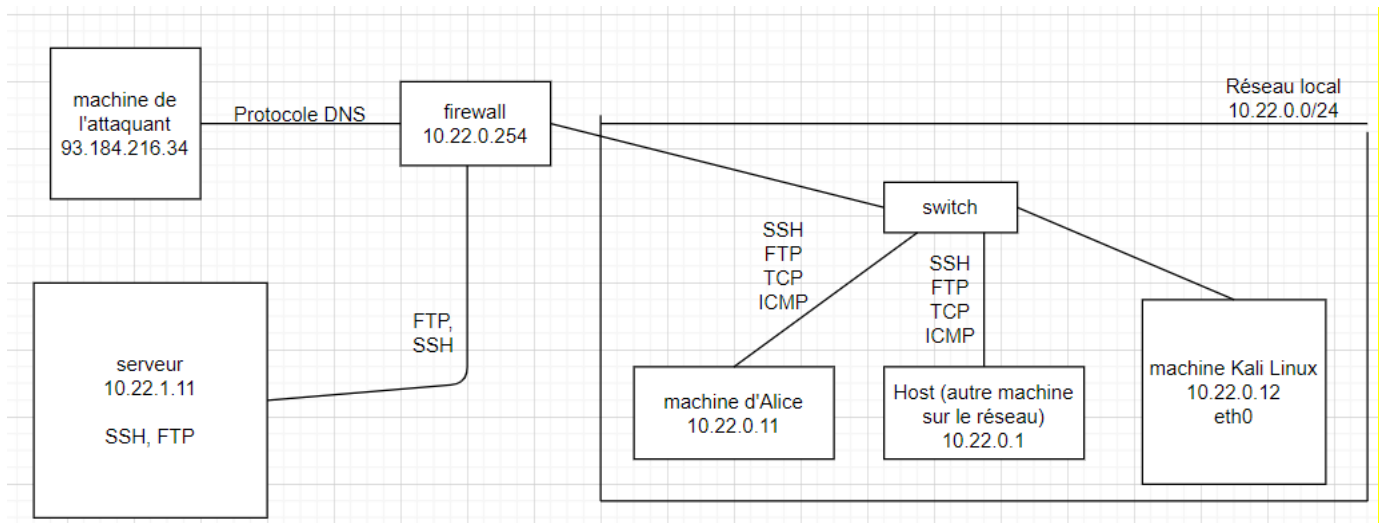 machine de
l'attaquant
93.184.216.34
Protocole DNS
firewall
10.22.0.254
Réseau local
10.22.0.0/24
switch
SSH
FTP
TCP
ICMP
SSH
FTP
TCP
ICMP
FTP,
SSH
serveur
10.22.1.11
SSH, FTP
machine d'Alice
10.22.0.11
Host (autre machine
sur le réseau)
10.22.0.1
machine Kali Linux
10.22.0.12
eth0